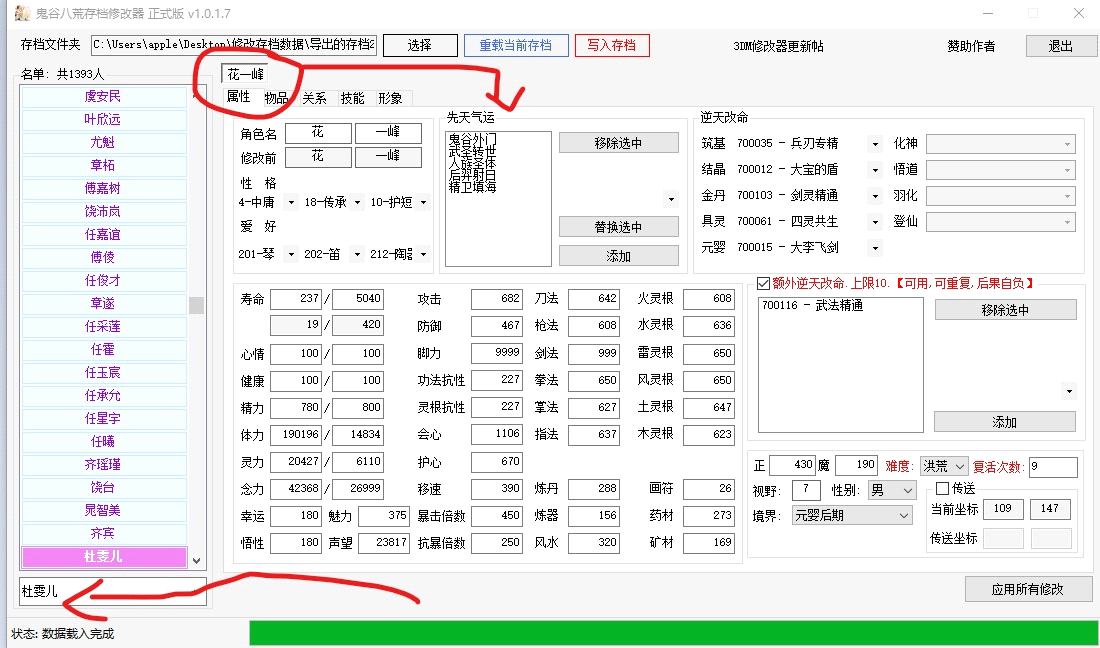 鬼谷八荒存档修改器 正式版 v1.0.1.7
存档文件夹 C:\Users\apple\Desktop\修改存档数据\导出的存档2 选择 重载当前存档 写入存档 3DM修改器更新帖 赞助作者 退出
名单: 共1393人
虞安民
叶欣远
尤魁
章柘
傅嘉树
饶沛岚
任嘉谊
傅倰
任俊才
章遂
任采莲
任霍
任玉宸
任承允
任星宇
任曦
齐瑶瑾
饶台
晁智美
齐宾
杜雯儿
杜雯儿
花一峰
属性 物品 关系 技能 形象
角色名 花 一峰
修改前 花 一峰
性 格
4-中庸 18-传承 10-护短
爱 好
201-琴 202-笛 212-陶器
先天气运
鬼谷外门
武圣转世
人族圣体
后羿射日
精卫填海
移除选中
替换选中
添加
逆天改命
筑基 700035 - 兵刃专精 化神
结晶 700012 - 大宝的盾 悟道
金丹 700103 - 剑灵精通 羽化
具灵 700061 - 四灵共生 登仙
元婴 700015 - 大李飞剑
寿命 237 / 5040 攻击 682 刀法 642 火灵根 608
19 / 420 防御 467 枪法 608 水灵根 636
心情 100 / 100 脚力 9999 剑法 999 雷灵根 650
健康 100 / 100 功法抗性 227 拳法 650 风灵根 650
精力 780 / 800 灵根抗性 227 掌法 627 土灵根 647
体力 190196 / 14834 会心 1106 指法 637 木灵根 623
灵力 20427 / 6110 护心 670
念力 42368 / 26999 移速 390 炼丹 288 画符 26
幸运 180 魅力 375 暴击倍数 450 炼器 156 药材 273
悟性 180 声望 23817 抗暴倍数 250 风水 320 矿材 169
额外逆天改命.上限10.【可用,可重复,后果自负】
700116 - 武法精通
移除选中
添加
正 430 魔 190 难度: 洪荒 复活次数: 9
视野: 7 性别: 男 传送
境界: 元婴后期 当前坐标 109 147
传送坐标
应用所有修改
状态: 数据载入完成